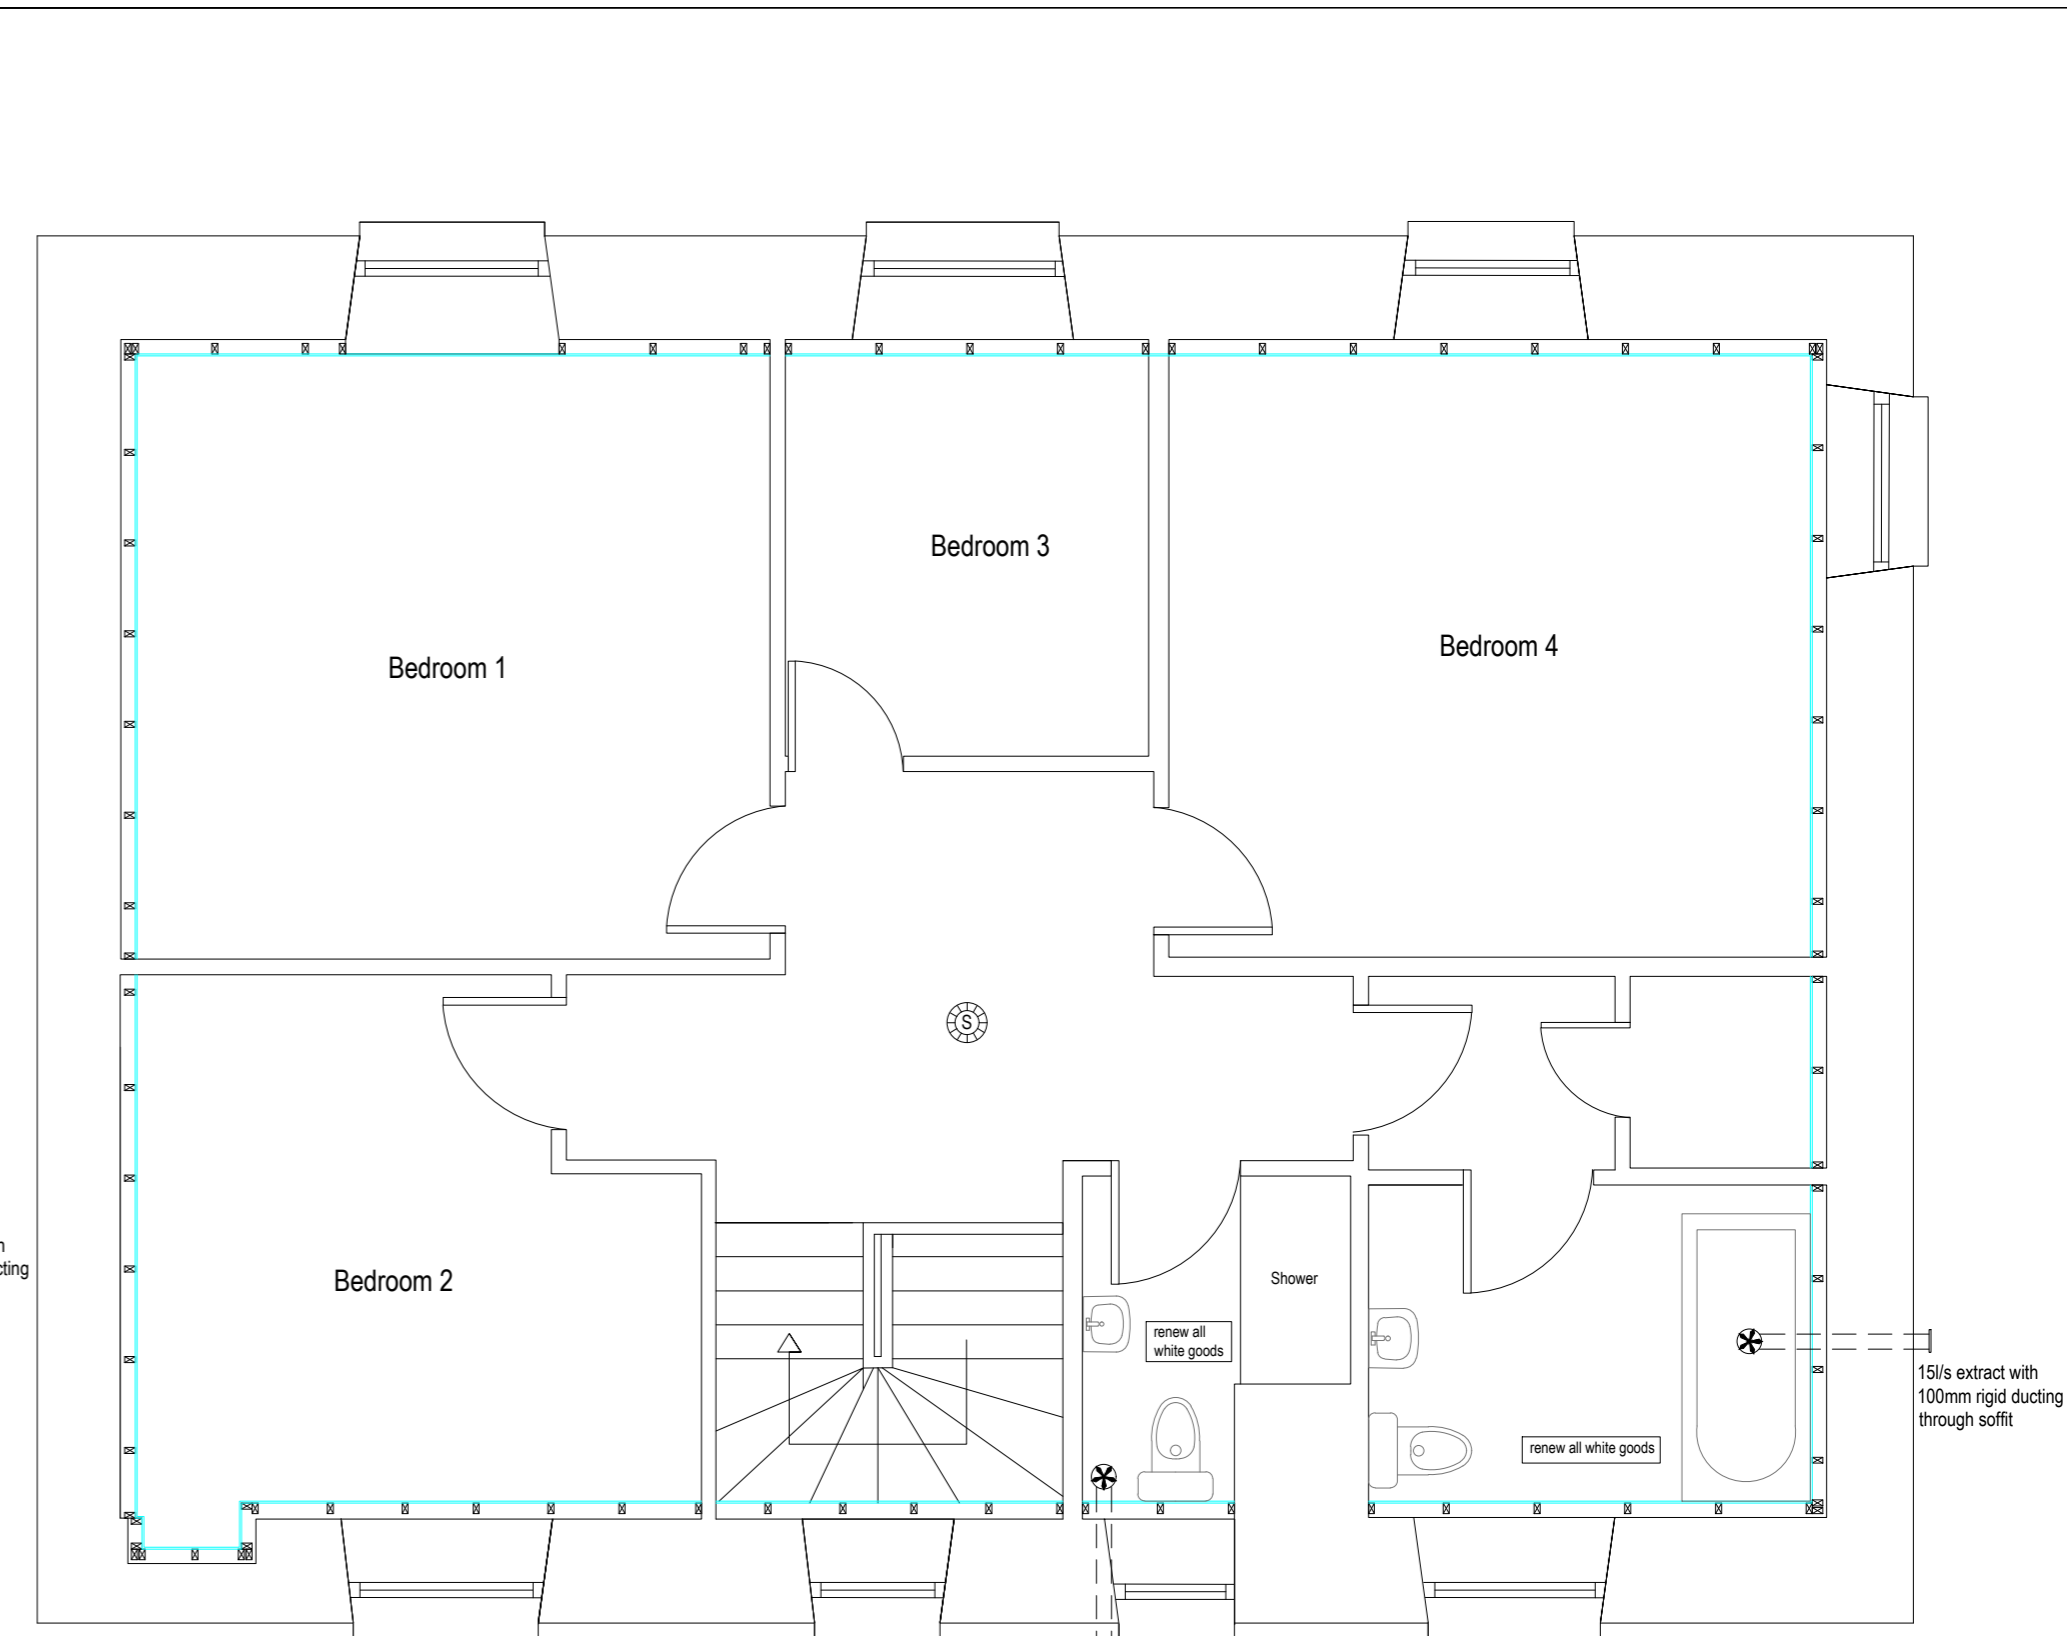 Bedroom 3
Bedroom 4
Bedroom 1
S
Bedroom 2
Shower
renew all
white goods
renew all white goods
15l/s extract with
100mm rigid ducting
through soffit